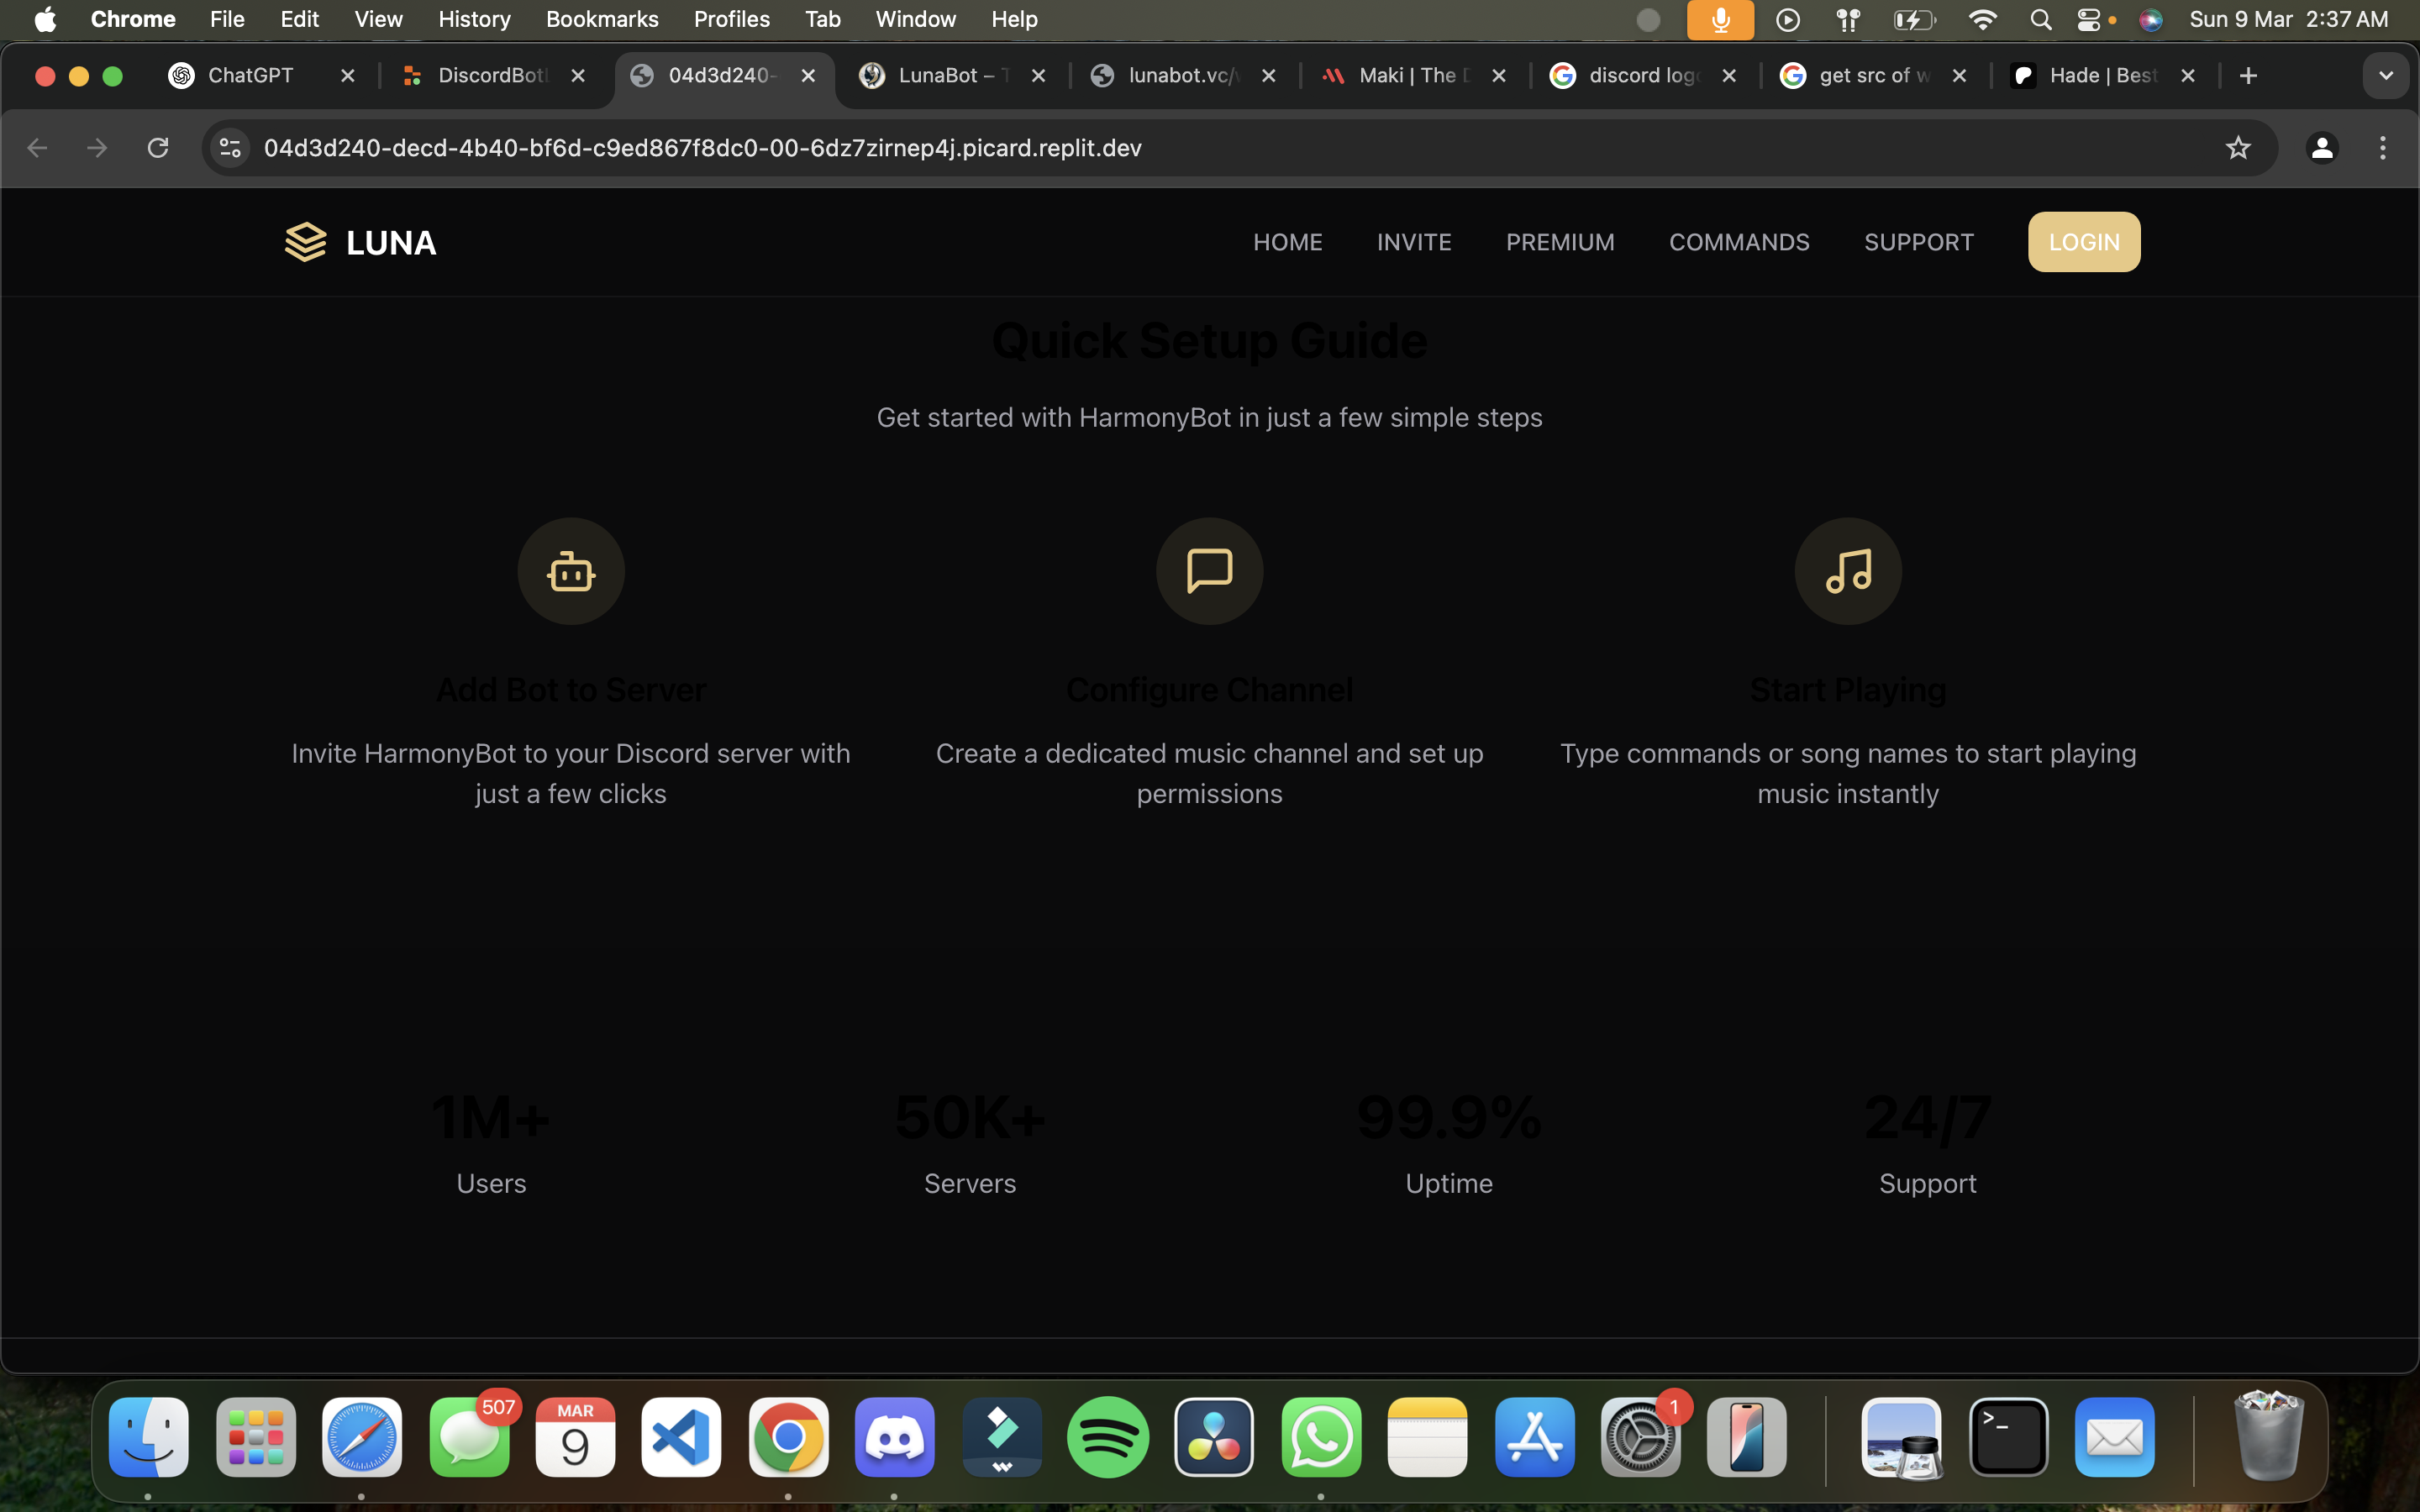 Chrome File Edit View History Bookmarks Profiles Tab Window Help Sun 9 Mar 2:37 AM
ChatGPT DiscordBotL 04d3d240- LunaBot – T lunabot.vc/ Maki | The D discord log get src of w Hade | Best
04d3d240-decd-4b40-bf6d-c9ed867f8dc0-00-6dz7zirnep4j.picard.replit.dev
LUNA HOME INVITE PREMIUM COMMANDS SUPPORT LOGIN
Quick Setup Guide
Get started with HarmonyBot in just a few simple steps
Add Bot to Server
Invite HarmonyBot to your Discord server with
just a few clicks
Configure Channel
Create a dedicated music channel and set up
permissions
Start Playing
Type commands or song names to start playing
music instantly
1M+
Users
50K+
Servers
99.9%
Uptime
24/7
Support
507
MAR
9
1
>_